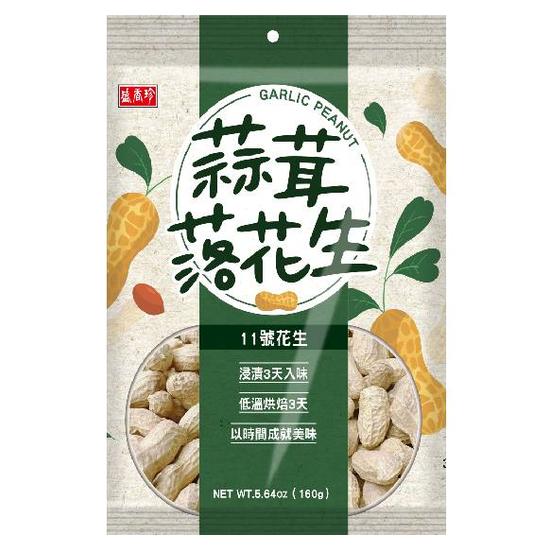 盛香珍
GARLIC PEANUT
蒜茸
落花生
11號花生
浸漬3天入味
低溫烘焙3天
以時間成就美味
NET WT.5.64oz（160g）